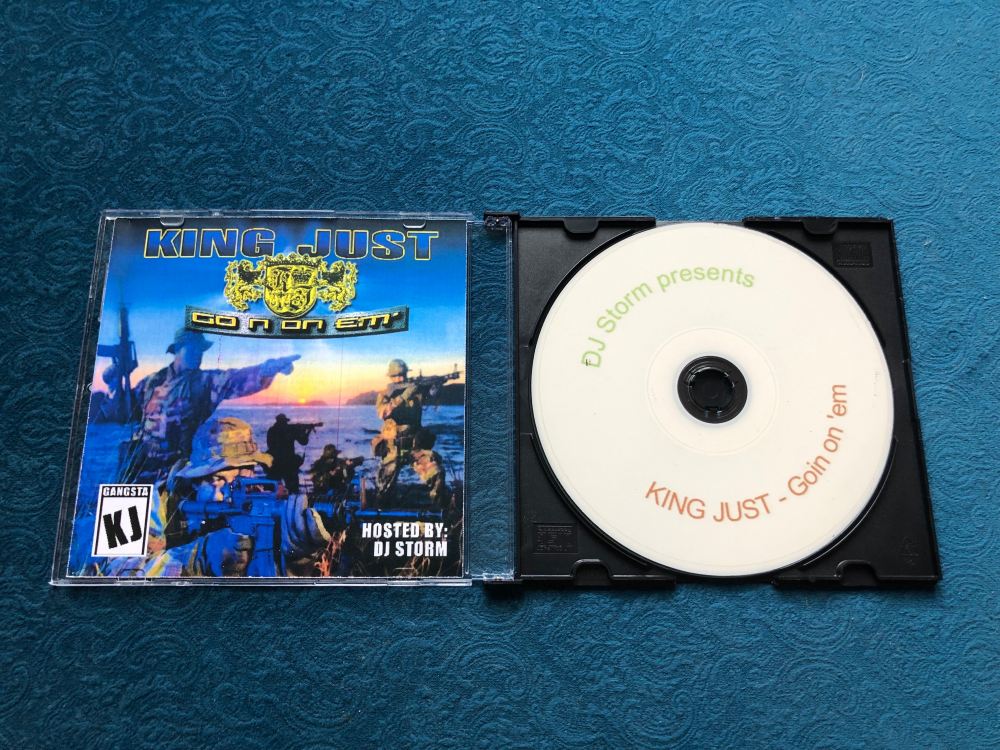 KING JUST
GO N ON EM'
GANGSTA
KJ
HOSTED BY:
DJ STORM
DJ Storm presents
KING JUST - Goin on 'em